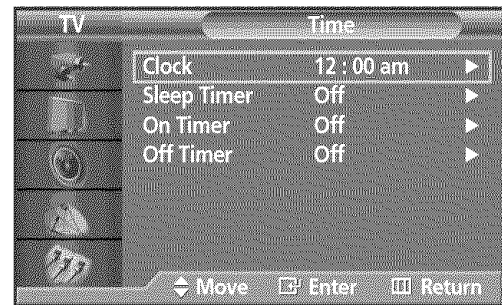 TV Time
Clock 12 : 00 am
Sleep Timer Off
On Timer Off
Off Timer Off
Move Enter Return